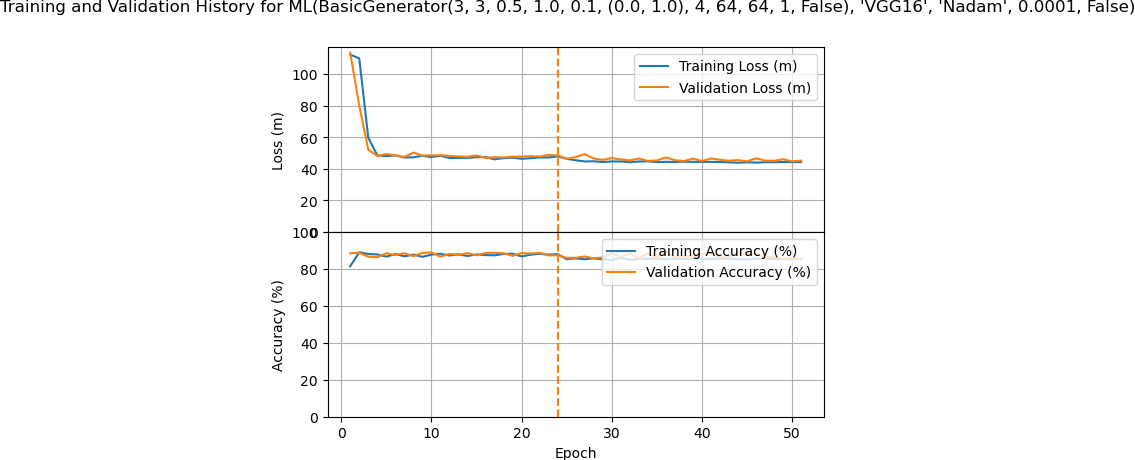 Training and Validation History for ML(BasicGenerator(3, 3, 0.5, 1.0, 0.1, (0.0, 1.0), 4, 64, 64, 1, False), 'VGG16', 'Nadam', 0.0001, False)
Training Loss (m)
Validation Loss (m)
100
80
60
40
20
0
Loss (m)
Training Accuracy (%)
Validation Accuracy (%)
100
80
60
40
20
0
Accuracy (%)
0 10 20 30 40 50
Epoch